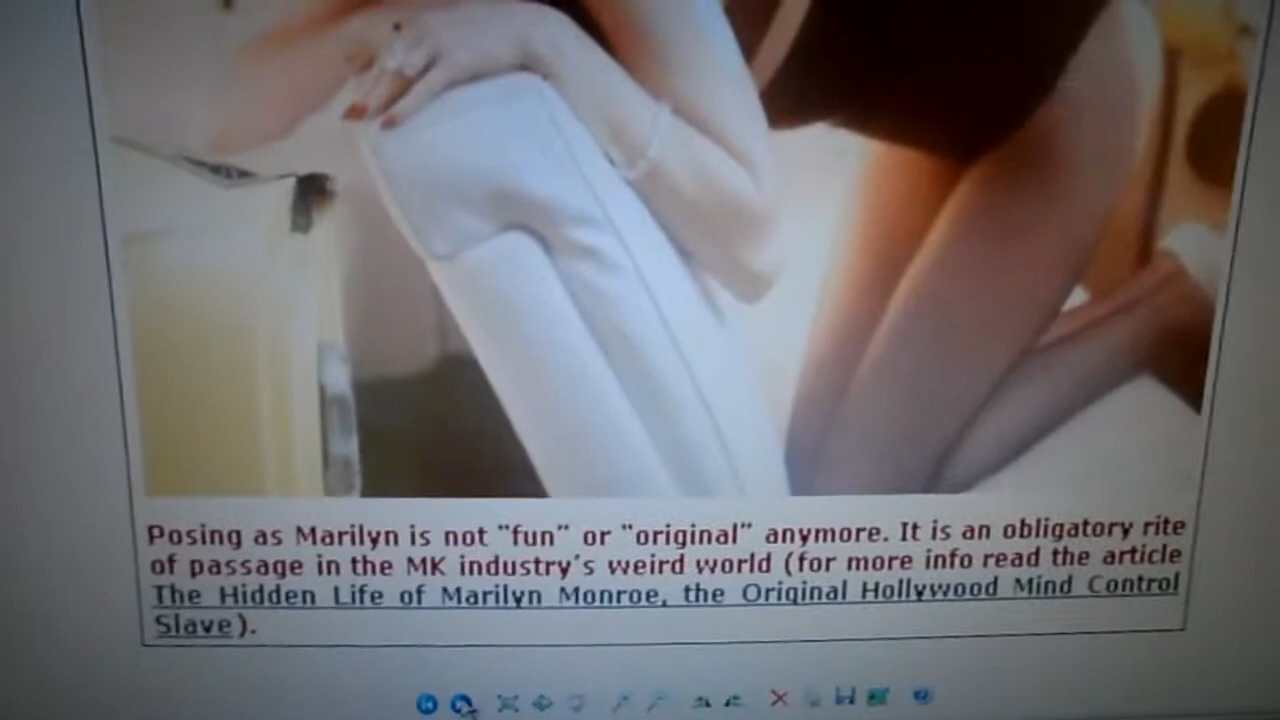 Posing as Marilyn is not "fun" or "original" anymore. It is an obligatory rite
of passage in the MK industry's weird world (for more info read the article
The Hidden Life of Marilyn Monroe, the Original Hollywood Mind Control
Slave).